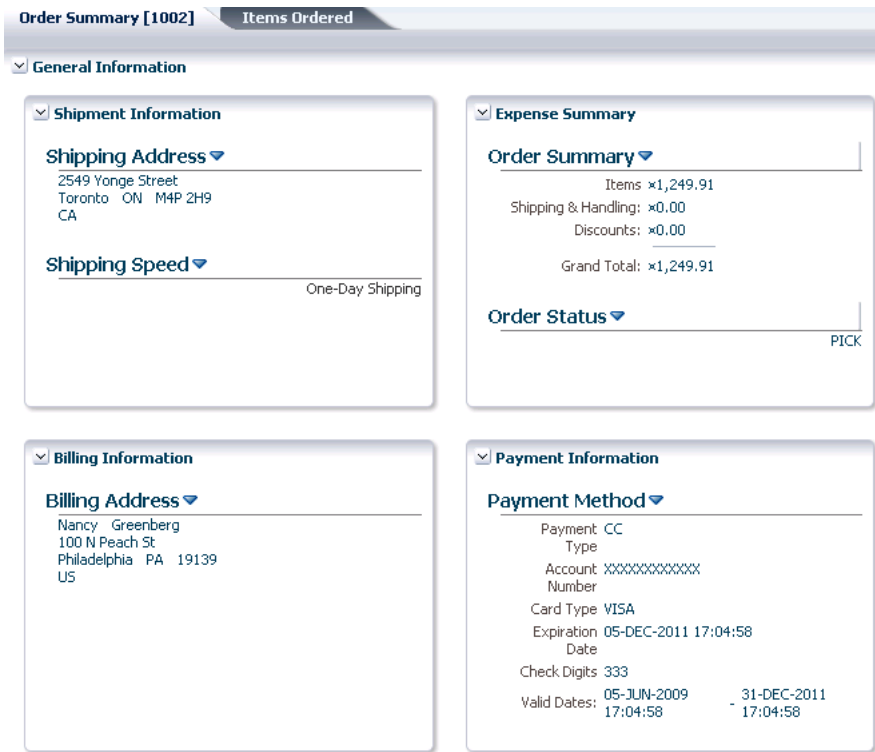 Order Summary [1002]
Items Ordered
General Information
Shipment Information
Shipping Address
2549 Yonge Street
Toronto ON M4P 2H9
CA
Shipping Speed
One-Day Shipping
Expense Summary
Order Summary
Items ¤1,249.91
Shipping & Handling: ¤0.00
Discounts: ¤0.00
Grand Total: ¤1,249.91
Order Status
PICK
Billing Information
Billing Address
Nancy Greenberg
100 N Peach St
Philadelphia PA 19139
US
Payment Information
Payment Method
Payment CC
Type
Account XXXXXXXXXXXX
Number
Card Type VISA
Expiration 05-DEC-2011 17:04:58
Date
Check Digits 333
Valid Dates: 05-JUN-2009 - 31-DEC-2011
17:04:58 17:04:58